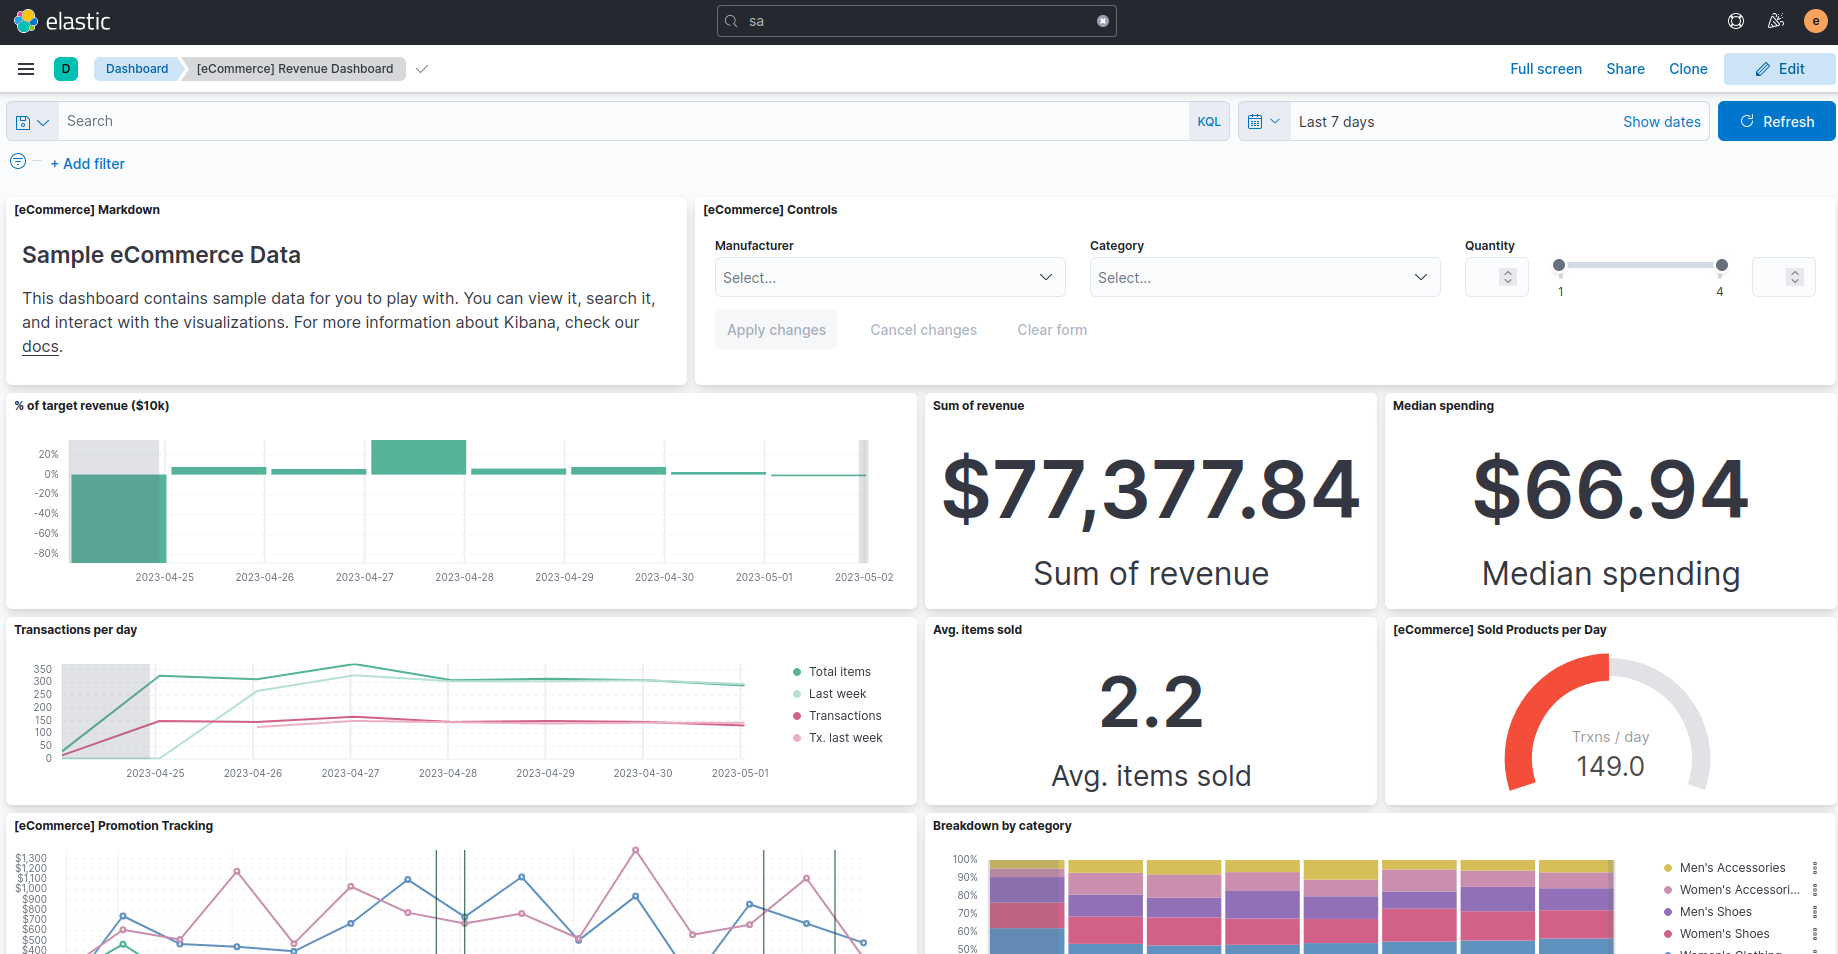 elastic
sa
e
D
Dashboard
[eCommerce] Revenue Dashboard
Full screen
Share
Clone
Edit
Search
KQL
Last 7 days
Show dates
Refresh
+ Add filter
[eCommerce] Markdown
Sample eCommerce Data
This dashboard contains sample data for you to play with. You can view it, search it,
and interact with the visualizations. For more information about Kibana, check our
docs.
[eCommerce] Controls
Manufacturer
Category
Quantity
Select...
Select...
1
4
Apply changes
Cancel changes
Clear form
% of target revenue ($10k)
20%
0%
-20%
-40%
-60%
-80%
2023-04-25
2023-04-26
2023-04-27
2023-04-28
2023-04-29
2023-04-30
2023-05-01
2023-05-02
Sum of revenue
$77,377.84
Sum of revenue
Median spending
$66.94
Median spending
Transactions per day
350
300
250
200
150
100
50
0
2023-04-25
2023-04-26
2023-04-27
2023-04-28
2023-04-29
2023-04-30
2023-05-01
Total items
Last week
Transactions
Tx. last week
Avg. items sold
2.2
Avg. items sold
[eCommerce] Sold Products per Day
Trxns / day
149.0
[eCommerce] Promotion Tracking
$1,300
$1,200
$1,100
$1,000
$900
$800
$700
$600
$500
$400
Breakdown by category
100%
90%
80%
70%
60%
50%
Men's Accessories
Women's Accessori...
Men's Shoes
Women's Shoes
Women's Clothing